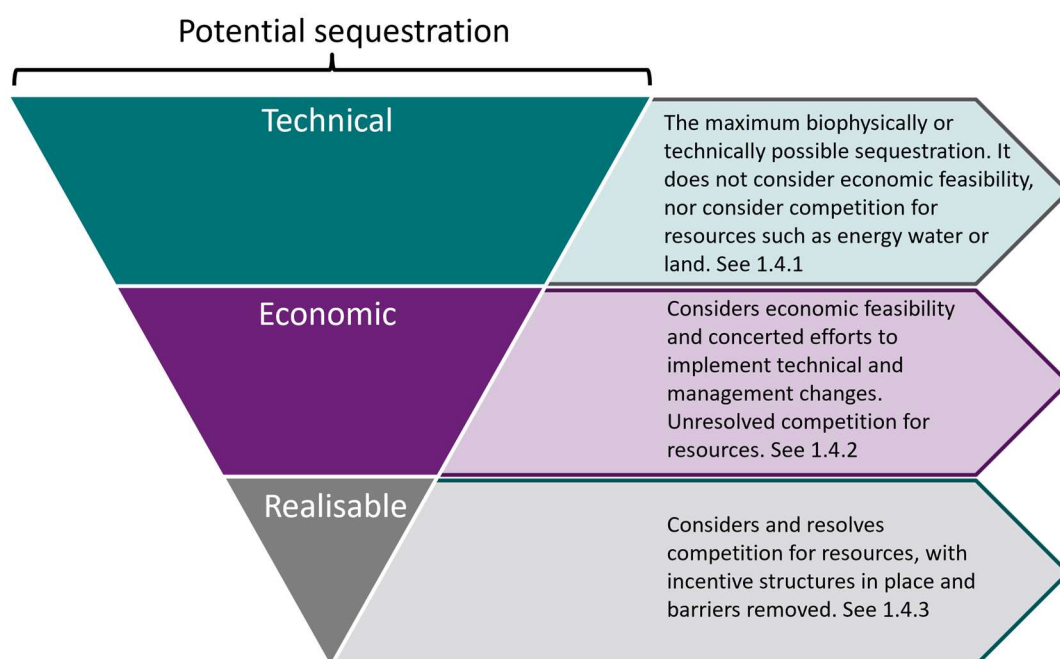 Potential sequestration
Technical
The maximum biophysically or
technically possible sequestration. It
does not consider economic feasibility,
nor consider competition for
resources such as energy water or
land. See 1.4.1
Economic
Considers economic feasibility
and concerted efforts to
implement technical and
management changes.
Unresolved competition for
resources. See 1.4.2
Realisable
Considers and resolves
competition for resources, with
incentive structures in place and
barriers removed. See 1.4.3